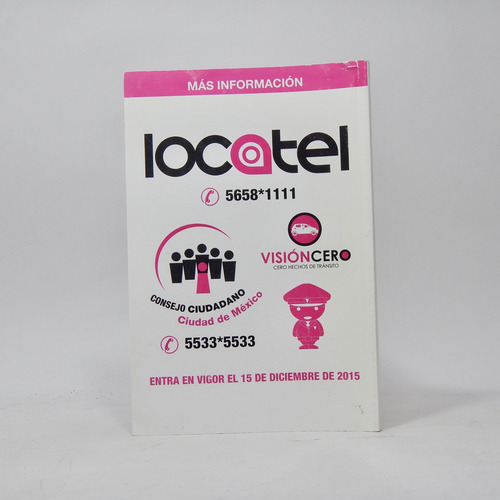 MÁS INFORMACIÓN
locatel
5658*1111
VISIÓNCERO
CERO HECHOS DE TRÁNSITO
CONSEJO CIUDADANO
Ciudad de México
5533*5533
ENTRA EN VIGOR EL 15 DE DICIEMBRE DE 2015